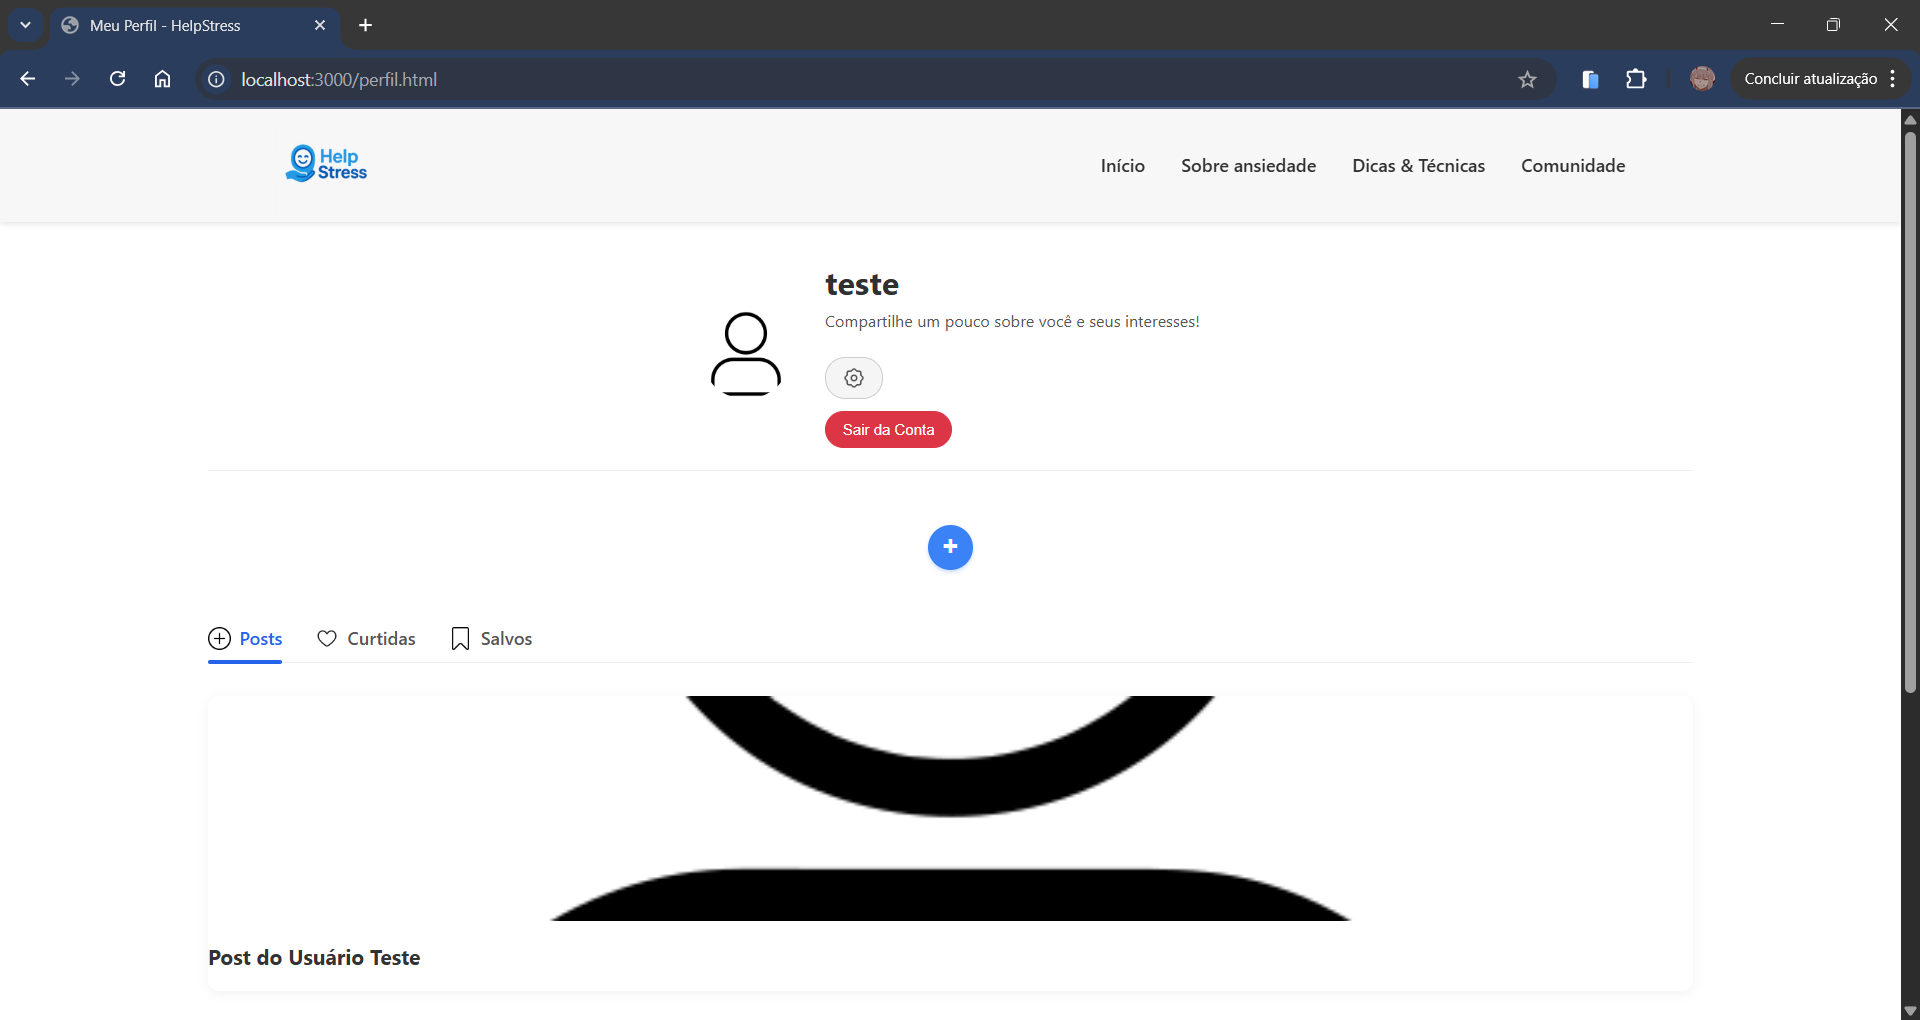 Meu Perfil - HelpStress
localhost:3000/perfil.html
Concluir atualização
Help Stress
Início
Sobre ansiedade
Dicas & Técnicas
Comunidade
teste
Compartilhe um pouco sobre você e seus interesses!
Sair da Conta
Posts
Curtidas
Salvos
Post do Usuário Teste